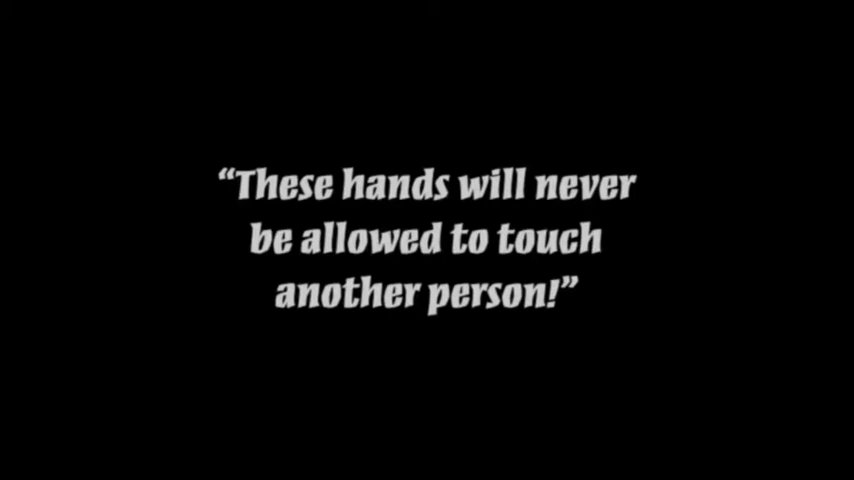 “These hands will never
be allowed to touch
another person!”